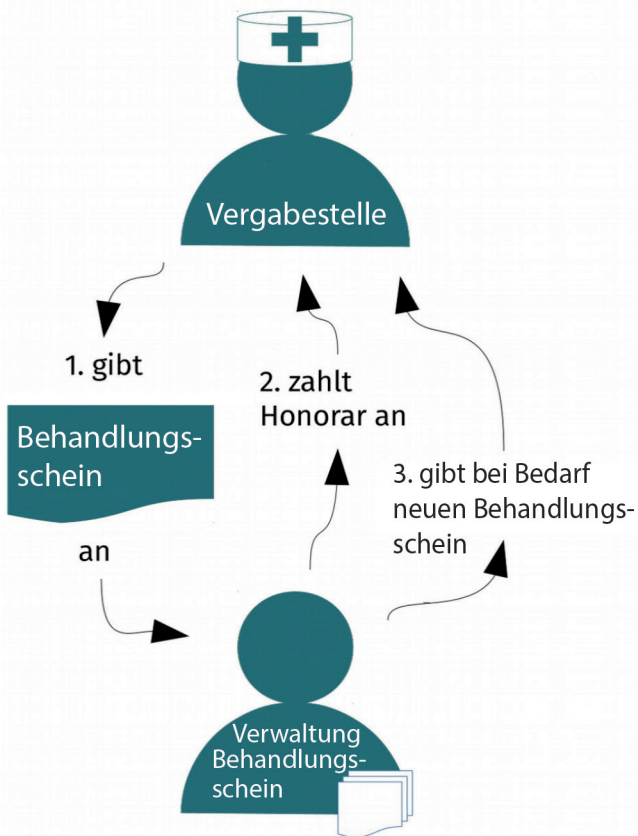 Vergabestelle
1. gibt
Behandlungs-
schein
an
2. zahlt
Honorar an
3. gibt bei Bedarf
neuen Behandlungs-
schein
Verwaltung
Behandlungs-
schein